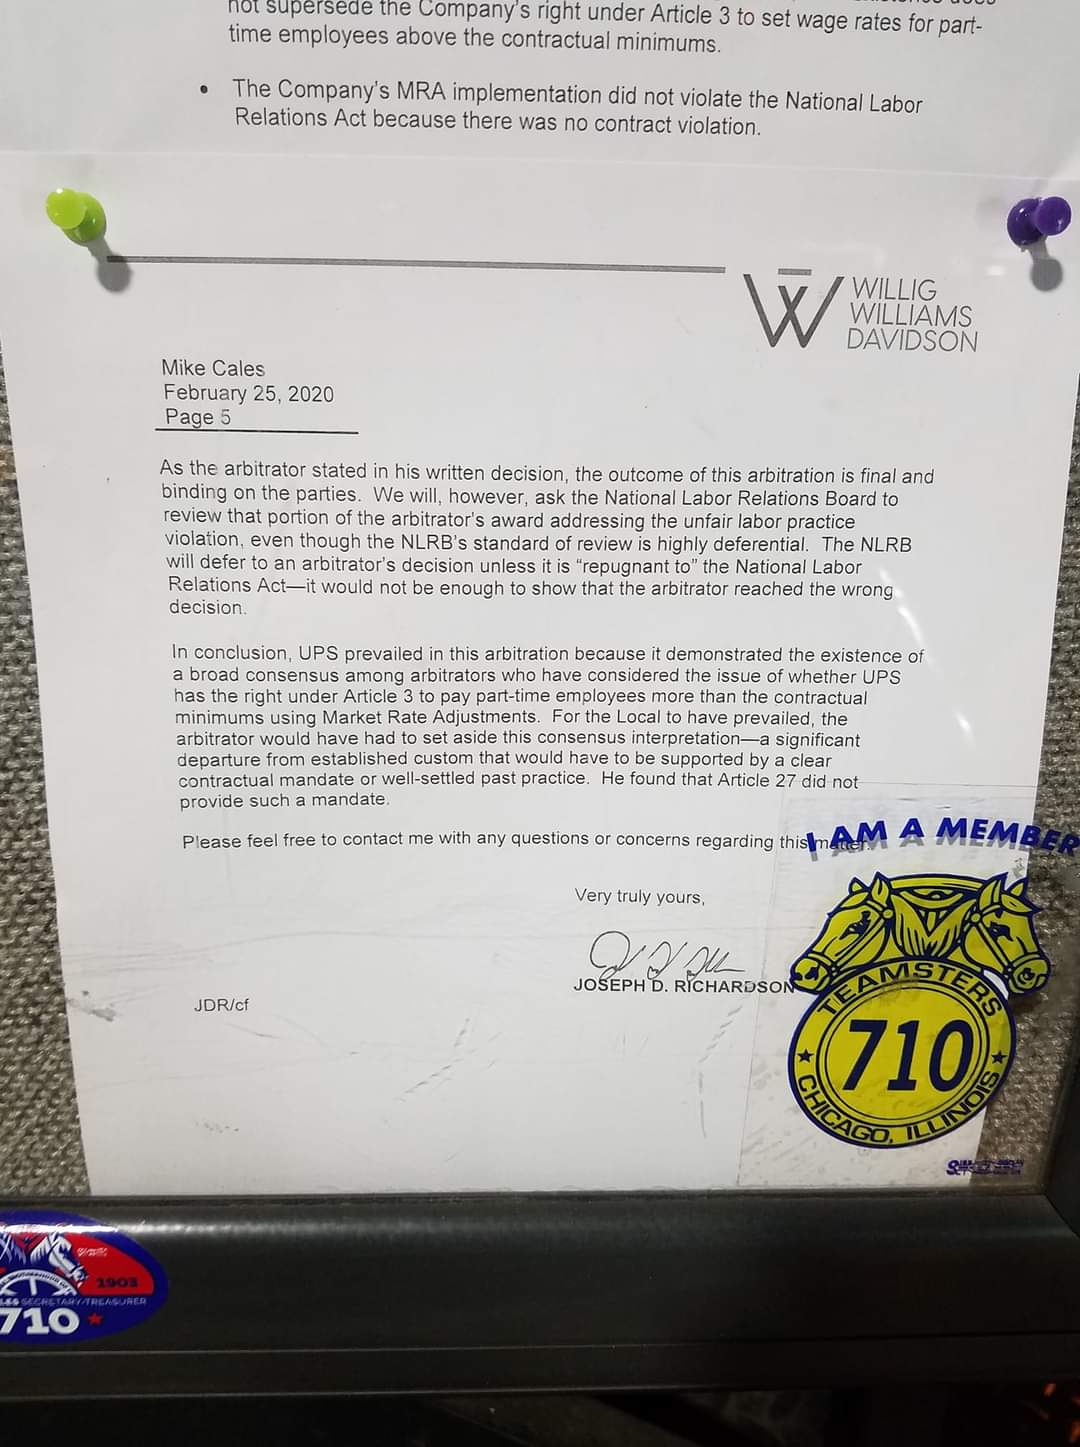 not supersede the Company's right under Article 3 to set wage rates for part-
time employees above the contractual minimums.
• The Company's MRA implementation did not violate the National Labor
Relations Act because there was no contract violation.
WILLIG
WILLIAMS
DAVIDSON
Mike Cales
February 25, 2020
Page 5
As the arbitrator stated in his written decision, the outcome of this arbitration is final and
binding on the parties. We will, however, ask the National Labor Relations Board to
review that portion of the arbitrator's award addressing the unfair labor practice
violation, even though the NLRB's standard of review is highly deferential. The NLRB
will defer to an arbitrator's decision unless it is “repugnant to” the National Labor
Relations Act—it would not be enough to show that the arbitrator reached the wrong
decision.
In conclusion, UPS prevailed in this arbitration because it demonstrated the existence of
a broad consensus among arbitrators who have considered the issue of whether UPS
has the right under Article 3 to pay part-time employees more than the contractual
minimums using Market Rate Adjustments. For the Local to have prevailed, the
arbitrator would have had to set aside this consensus interpretation—a significant
departure from established custom that would have to be supported by a clear
contractual mandate or well-settled past practice. He found that Article 27 did not
provide such a mandate.
Please feel free to contact me with any questions or concerns regarding this matter.
I AM A MEMBER
Very truly yours,
JOSEPH D. RICHARDSON
JDR/cf
TEAMSTERS
710
CHICAGO, ILLINOIS
1903
SECRETARY-TREASURER
710